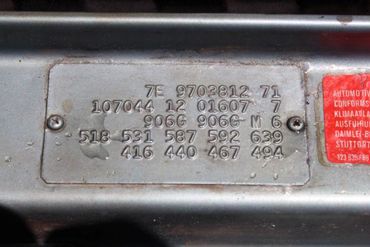 7E 9703812 71
107044 12 01607 7
906G 906G M 6
518 531 587 592 639
416 440 467 494
AUTOMOTIV
CONFORMS
KLIMAANLA
AUSFÜHRU
DAIMLER-B
STUTTGART